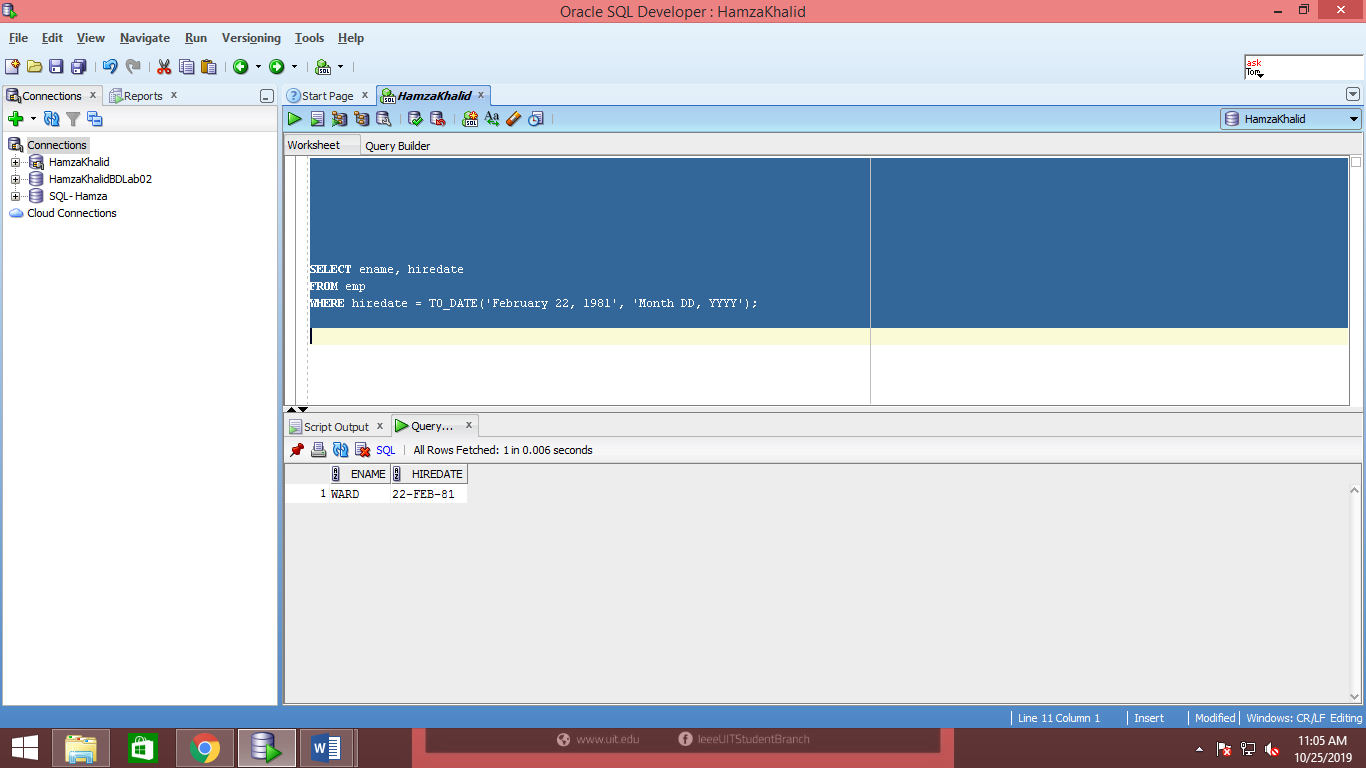 Oracle SQL Developer : HamzaKhalid
File Edit View Navigate Run Versioning Tools Help
ask
Tom
Connections x Reports x
Start Page x HamzaKhalid x
HamzaKhalid
Worksheet Query Builder
Connections
HamzaKhalid
HamzaKhalidBDLab02
SQL- Hamza
Cloud Connections
SELECT ename, hiredate
FROM emp
WHERE hiredate = TO_DATE('February 22, 1981', 'Month DD, YYYY');
Script Output x Query... x
SQL | All Rows Fetched: 1 in 0.006 seconds
ENAME HIREDATE
1 WARD 22-FEB-81
Line 11 Column 1 | Insert | Modified | Windows: CR/LF Editing
www.uit.edu IeeeUITStudentBranch
11:05 AM
10/25/2019